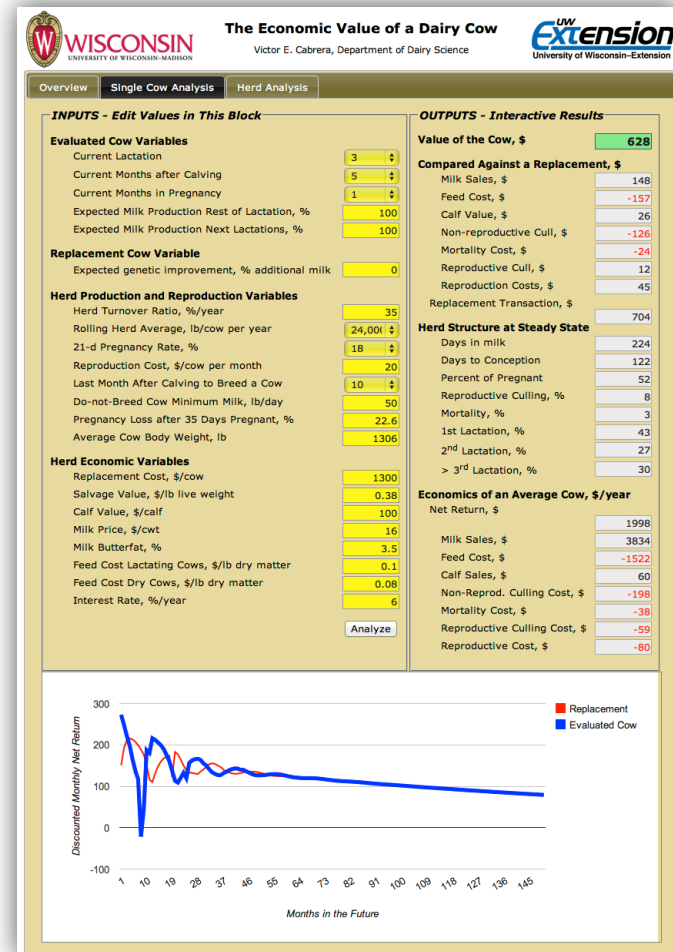 WISCONSIN
UNIVERSITY OF WISCONSIN–MADISON
The Economic Value of a Dairy Cow
Victor E. Cabrera, Department of Dairy Science
UW
Extension
University of Wisconsin–Extension
Overview
Single Cow Analysis
Herd Analysis
INPUTS - Edit Values in This Block
Evaluated Cow Variables
Current Lactation 3
Current Months after Calving 5
Current Months in Pregnancy 1
Expected Milk Production Rest of Lactation, % 100
Expected Milk Production Next Lactations, % 100
Replacement Cow Variable
Expected genetic improvement, % additional milk 0
Herd Production and Reproduction Variables
Herd Turnover Ratio, %/year 35
Rolling Herd Average, lb/cow per year 24,00
21-d Pregnancy Rate, % 18
Reproduction Cost, $/cow per month 20
Last Month After Calving to Breed a Cow 10
Do-not-Breed Cow Minimum Milk, lb/day 50
Pregnancy Loss after 35 Days Pregnant, % 22.6
Average Cow Body Weight, lb 1306
Herd Economic Variables
Replacement Cost, $/cow 1300
Salvage Value, $/lb live weight 0.38
Calf Value, $/calf 100
Milk Price, $/cwt 16
Milk Butterfat, % 3.5
Feed Cost Lactating Cows, $/lb dry matter 0.1
Feed Cost Dry Cows, $/lb dry matter 0.08
Interest Rate, %/year 6
Analyze
OUTPUTS - Interactive Results
Value of the Cow, $ 628
Compared Against a Replacement, $
Milk Sales, $ 148
Feed Cost, $ -157
Calf Value, $ 26
Non-reproductive Cull, $ -126
Mortality Cost, $ -24
Reproductive Cull, $ 12
Reproduction Costs, $ 45
Replacement Transaction, $
704
Herd Structure at Steady State
Days in milk 224
Days to Conception 122
Percent of Pregnant 52
Reproductive Culling, % 8
Mortality, % 3
1st Lactation, % 43
2nd Lactation, % 27
> 3rd Lactation, % 30
Economics of an Average Cow, $/year
Net Return, $
1998
Milk Sales, $ 3834
Feed Cost, $ -1522
Calf Sales, $ 60
Non-Reprod. Culling Cost, $ -198
Mortality Cost, $ -38
Reproductive Culling Cost, $ -59
Reproductive Cost, $ -80
Discounted Monthly Net Return
300
200
100
0
-100
1 10 19 28 37 46 55 64 73 82 91 100 109 118 127 136 145
Months in the Future
Replacement
Evaluated Cow